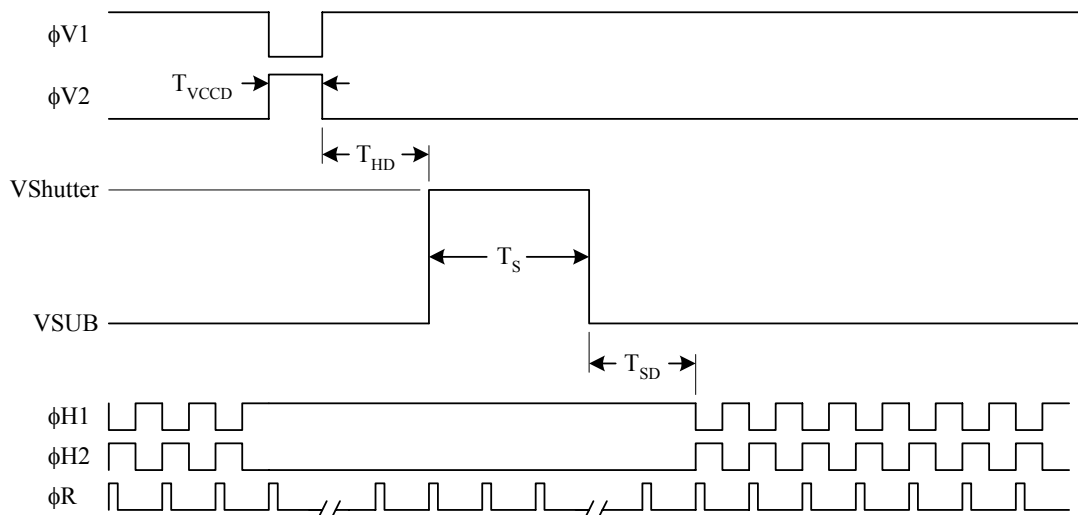 ϕV1
T_VCCD
ϕV2
T_HD
VShutter
T_S
VSUB
T_SD
ϕH1
ϕH2
ϕR